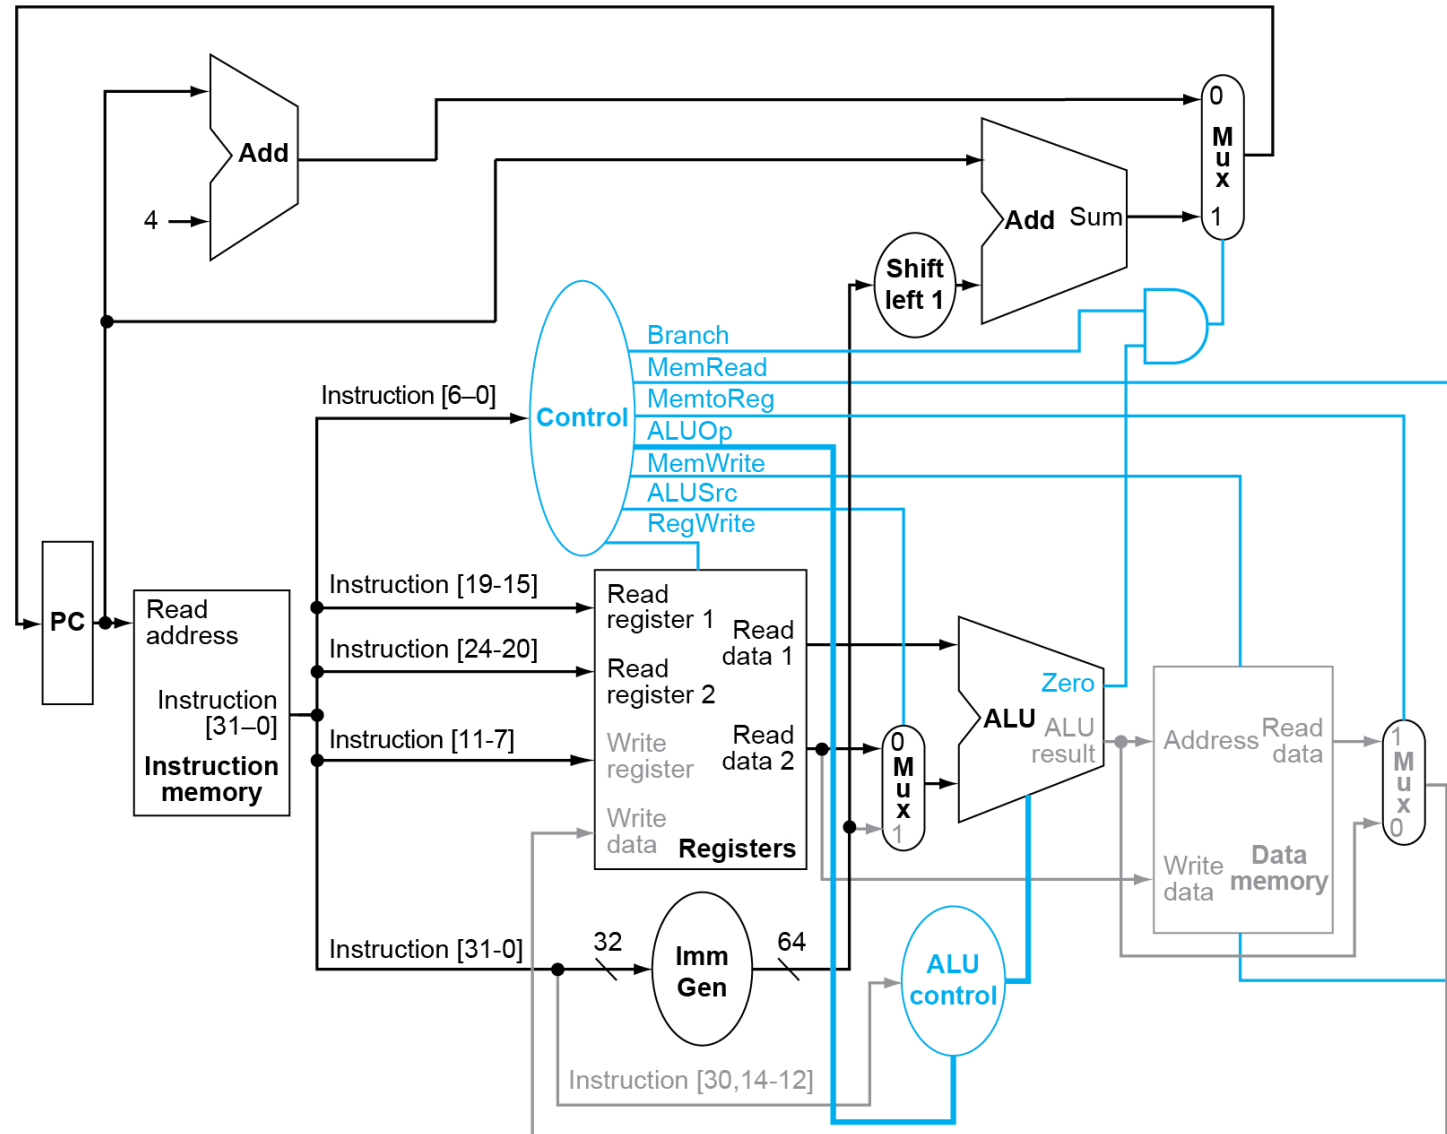 0
M
u
x
1
Add
4
Add Sum
Shift
left 1
Branch
MemRead
MemtoReg
ALUOp
MemWrite
ALUSrc
RegWrite
Control
Instruction [6–0]
Instruction [19-15]
Instruction [24-20]
Instruction [11-7]
Instruction [31-0]
PC
Read
address
Instruction
[31–0]
Instruction
memory
Read
register 1
Read
register 2
Write
register
Write
data
Read
data 1
Read
data 2
Registers
0
M
u
x
1
Zero
ALU
ALU
result
Address
Read
data
Write
data
Data
memory
1
M
u
x
0
32
Imm
Gen
64
ALU
control
Instruction [30,14-12]